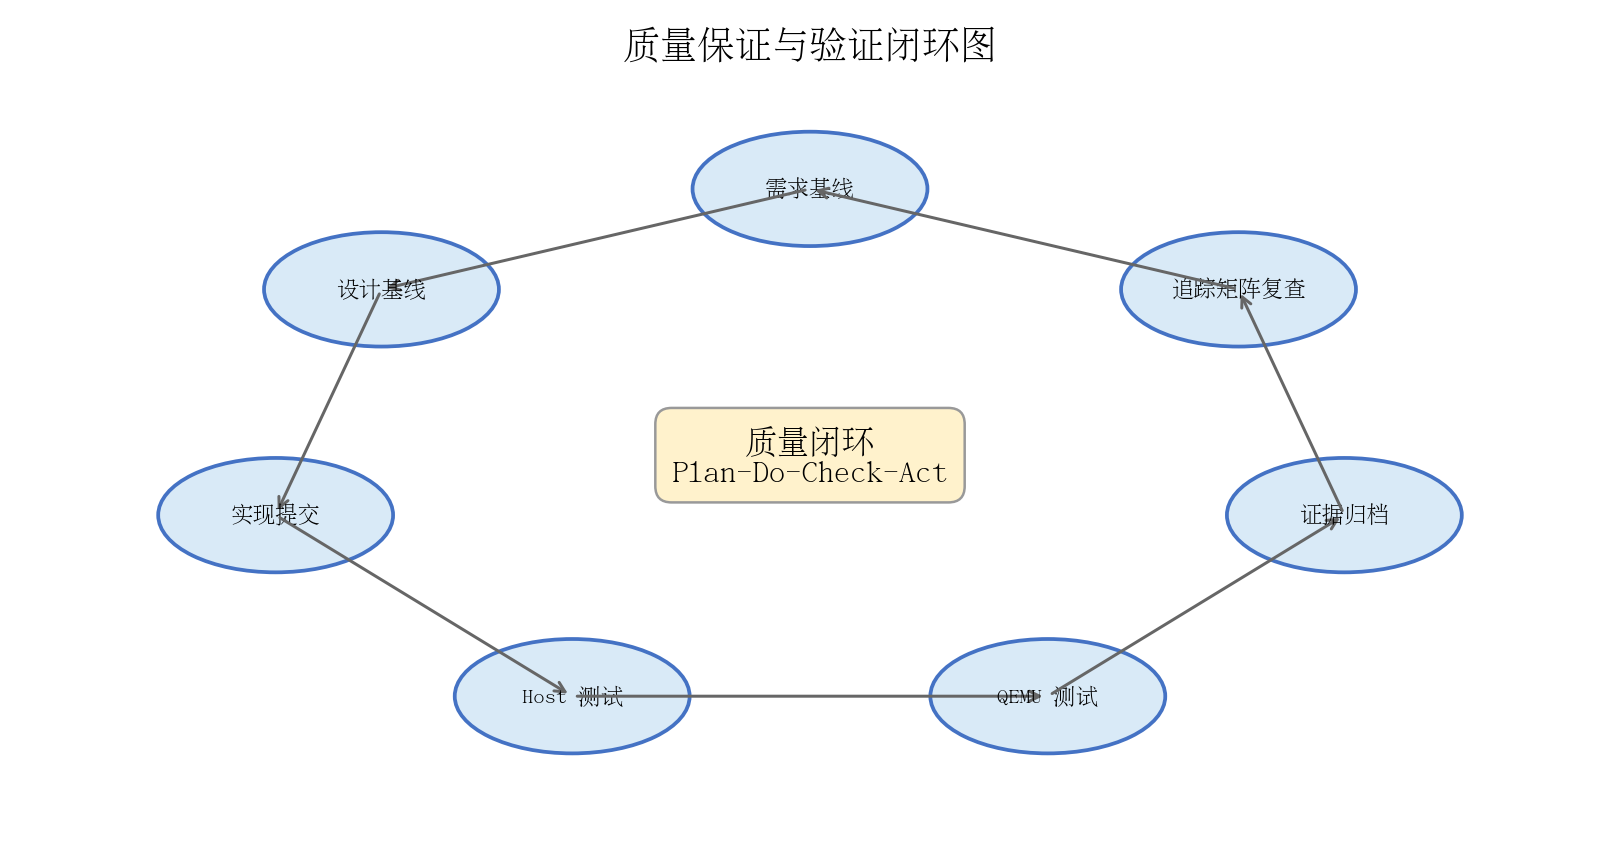 质量保证与验证闭环图
需求基线
设计基线
追踪矩阵复查
质量闭环
Plan-Do-Check-Act
实现提交
证据归档
Host 测试
QEMU 测试